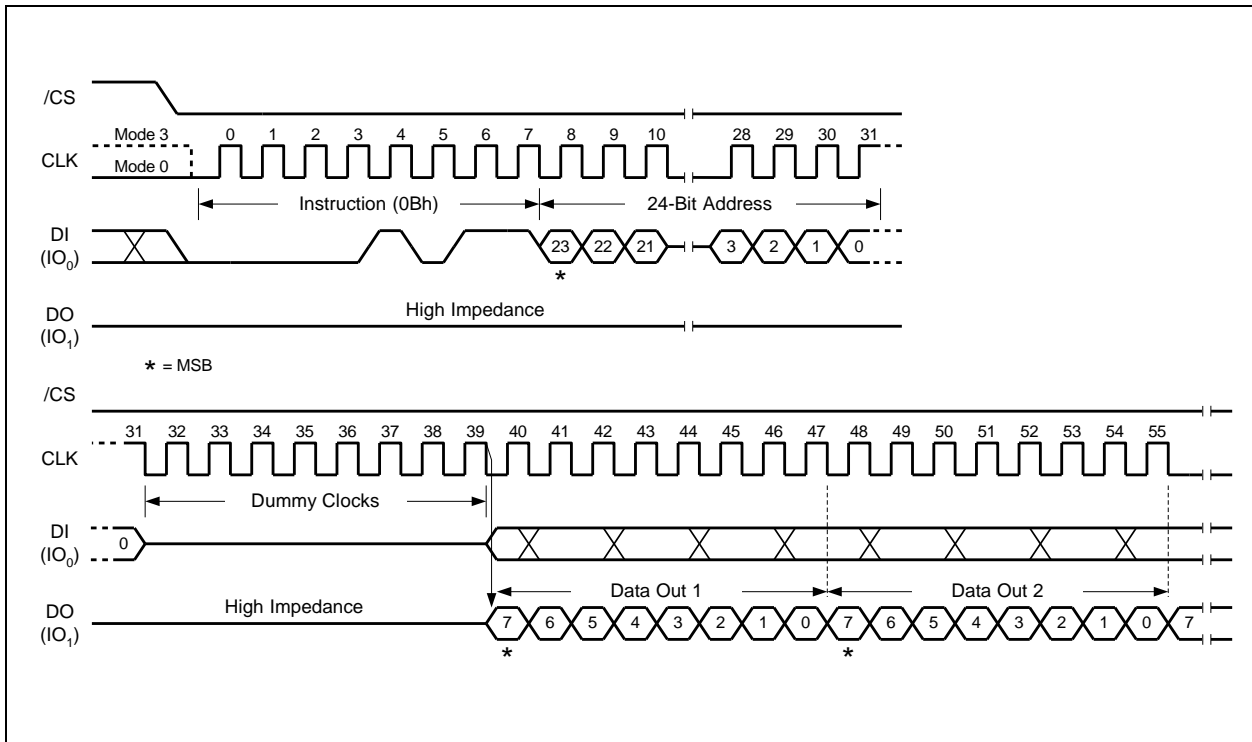 /CS
Mode 3 0 1 2 3 4 5 6 7 8 9 10 28 29 30 31
CLK
Mode 0
Instruction (0Bh) 24-Bit Address
DI
(IO0) 23 22 21 3 2 1 0
*
High Impedance
DO
(IO1)
* = MSB
/CS
31 32 33 34 35 36 37 38 39 40 41 42 43 44 45 46 47 48 49 50 51 52 53 54 55
CLK
Dummy Clocks
DI
(IO0) 0
Data Out 1 Data Out 2
High Impedance
DO
(IO1) 7 6 5 4 3 2 1 0 7 6 5 4 3 2 1 0 7
* *